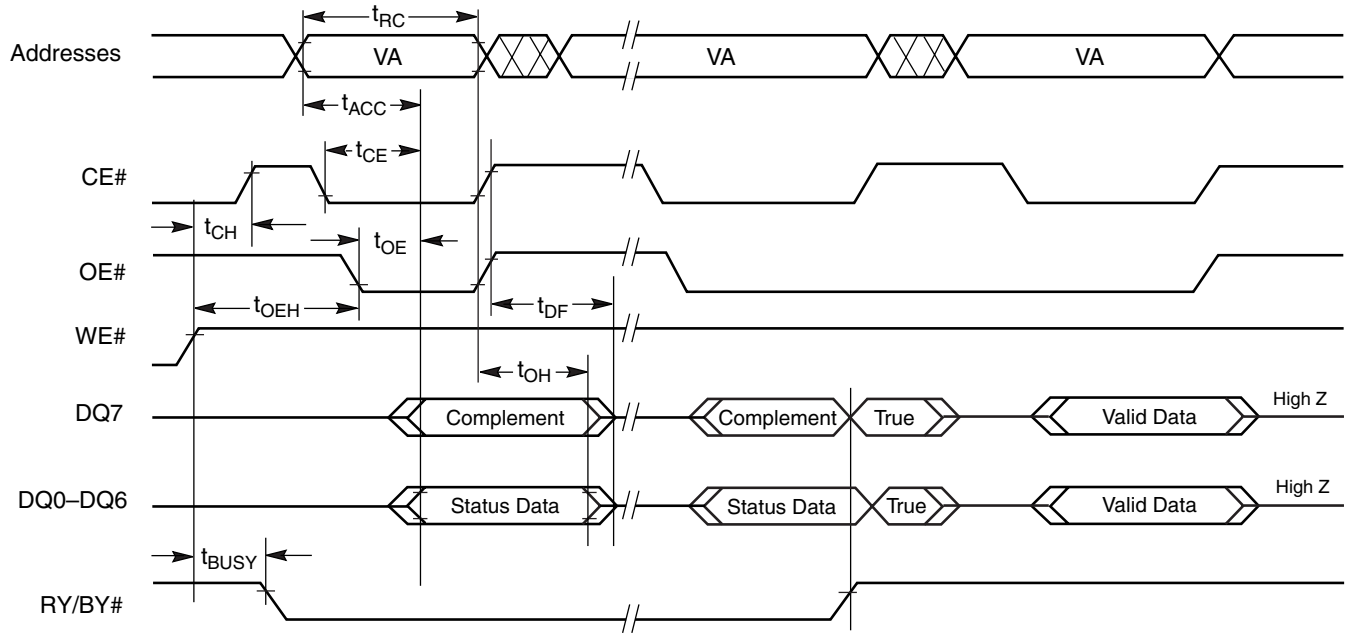 tRC
Addresses VA VA VA
tACC
tCE
CE#
tCH
tOE
OE#
tOEH
tDF
WE#
tOH
DQ7 Complement Complement True Valid Data High Z
DQ0–DQ6 Status Data Status Data True Valid Data High Z
tBUSY
RY/BY#